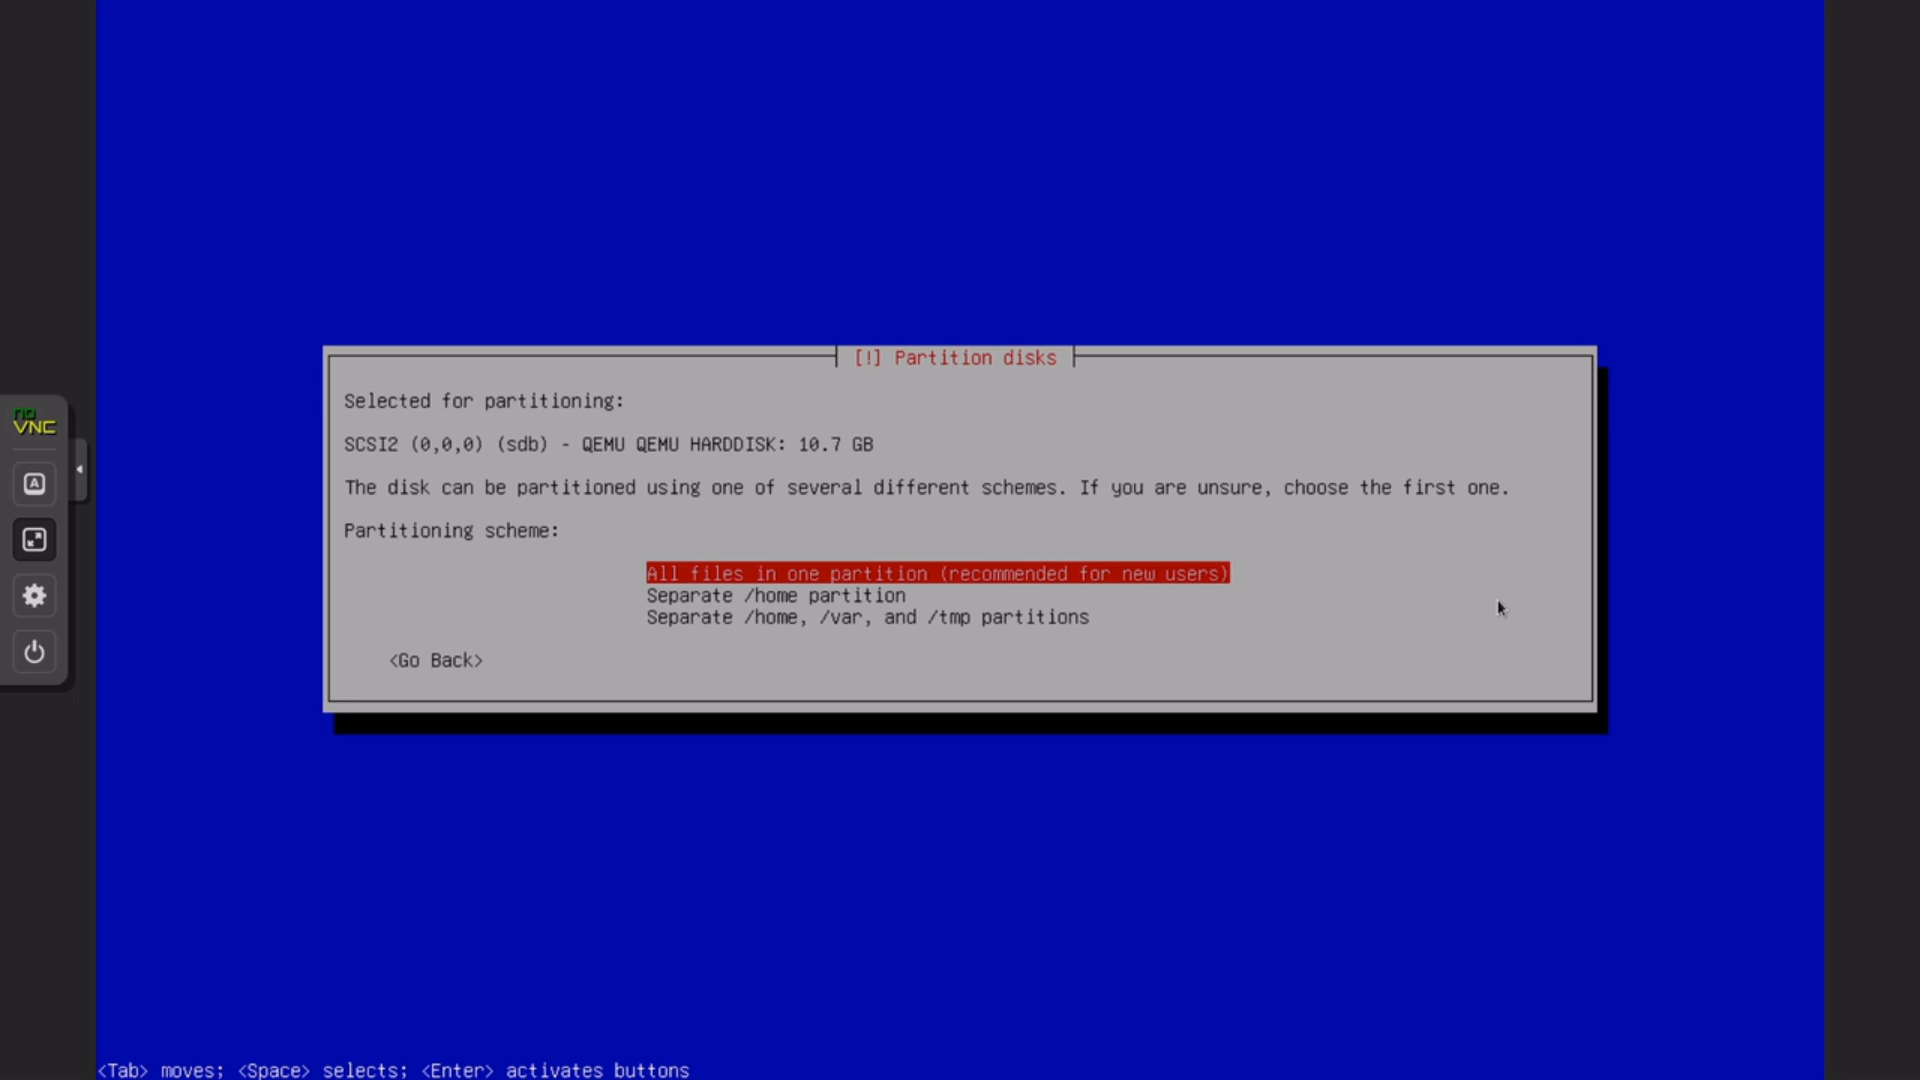 [!] Partition disks
Selected for partitioning:
SCSI2 (0,0,0) (sdb) - QEMU QEMU HARDDISK: 10.7 GB
The disk can be partitioned using one of several different schemes. If you are unsure, choose the first one.
Partitioning scheme:
All files in one partition (recommended for new users)
Separate /home partition
Separate /home, /var, and /tmp partitions
<Go Back>
no
VNC
A
<Tab> moves; <Space> selects; <Enter> activates buttons